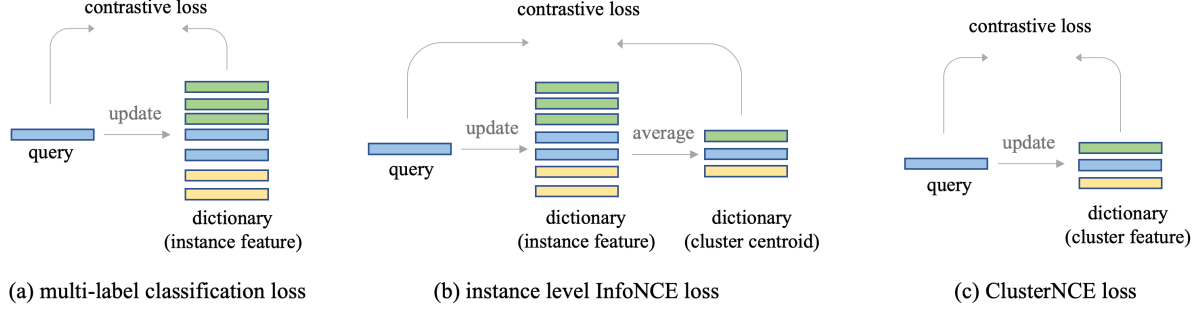 contrastive loss
update
query
dictionary
(instance feature)
(a) multi-label classification loss
contrastive loss
update
average
query
dictionary
(instance feature)
dictionary
(cluster centroid)
(b) instance level InfoNCE loss
contrastive loss
update
query
dictionary
(cluster feature)
(c) ClusterNCE loss